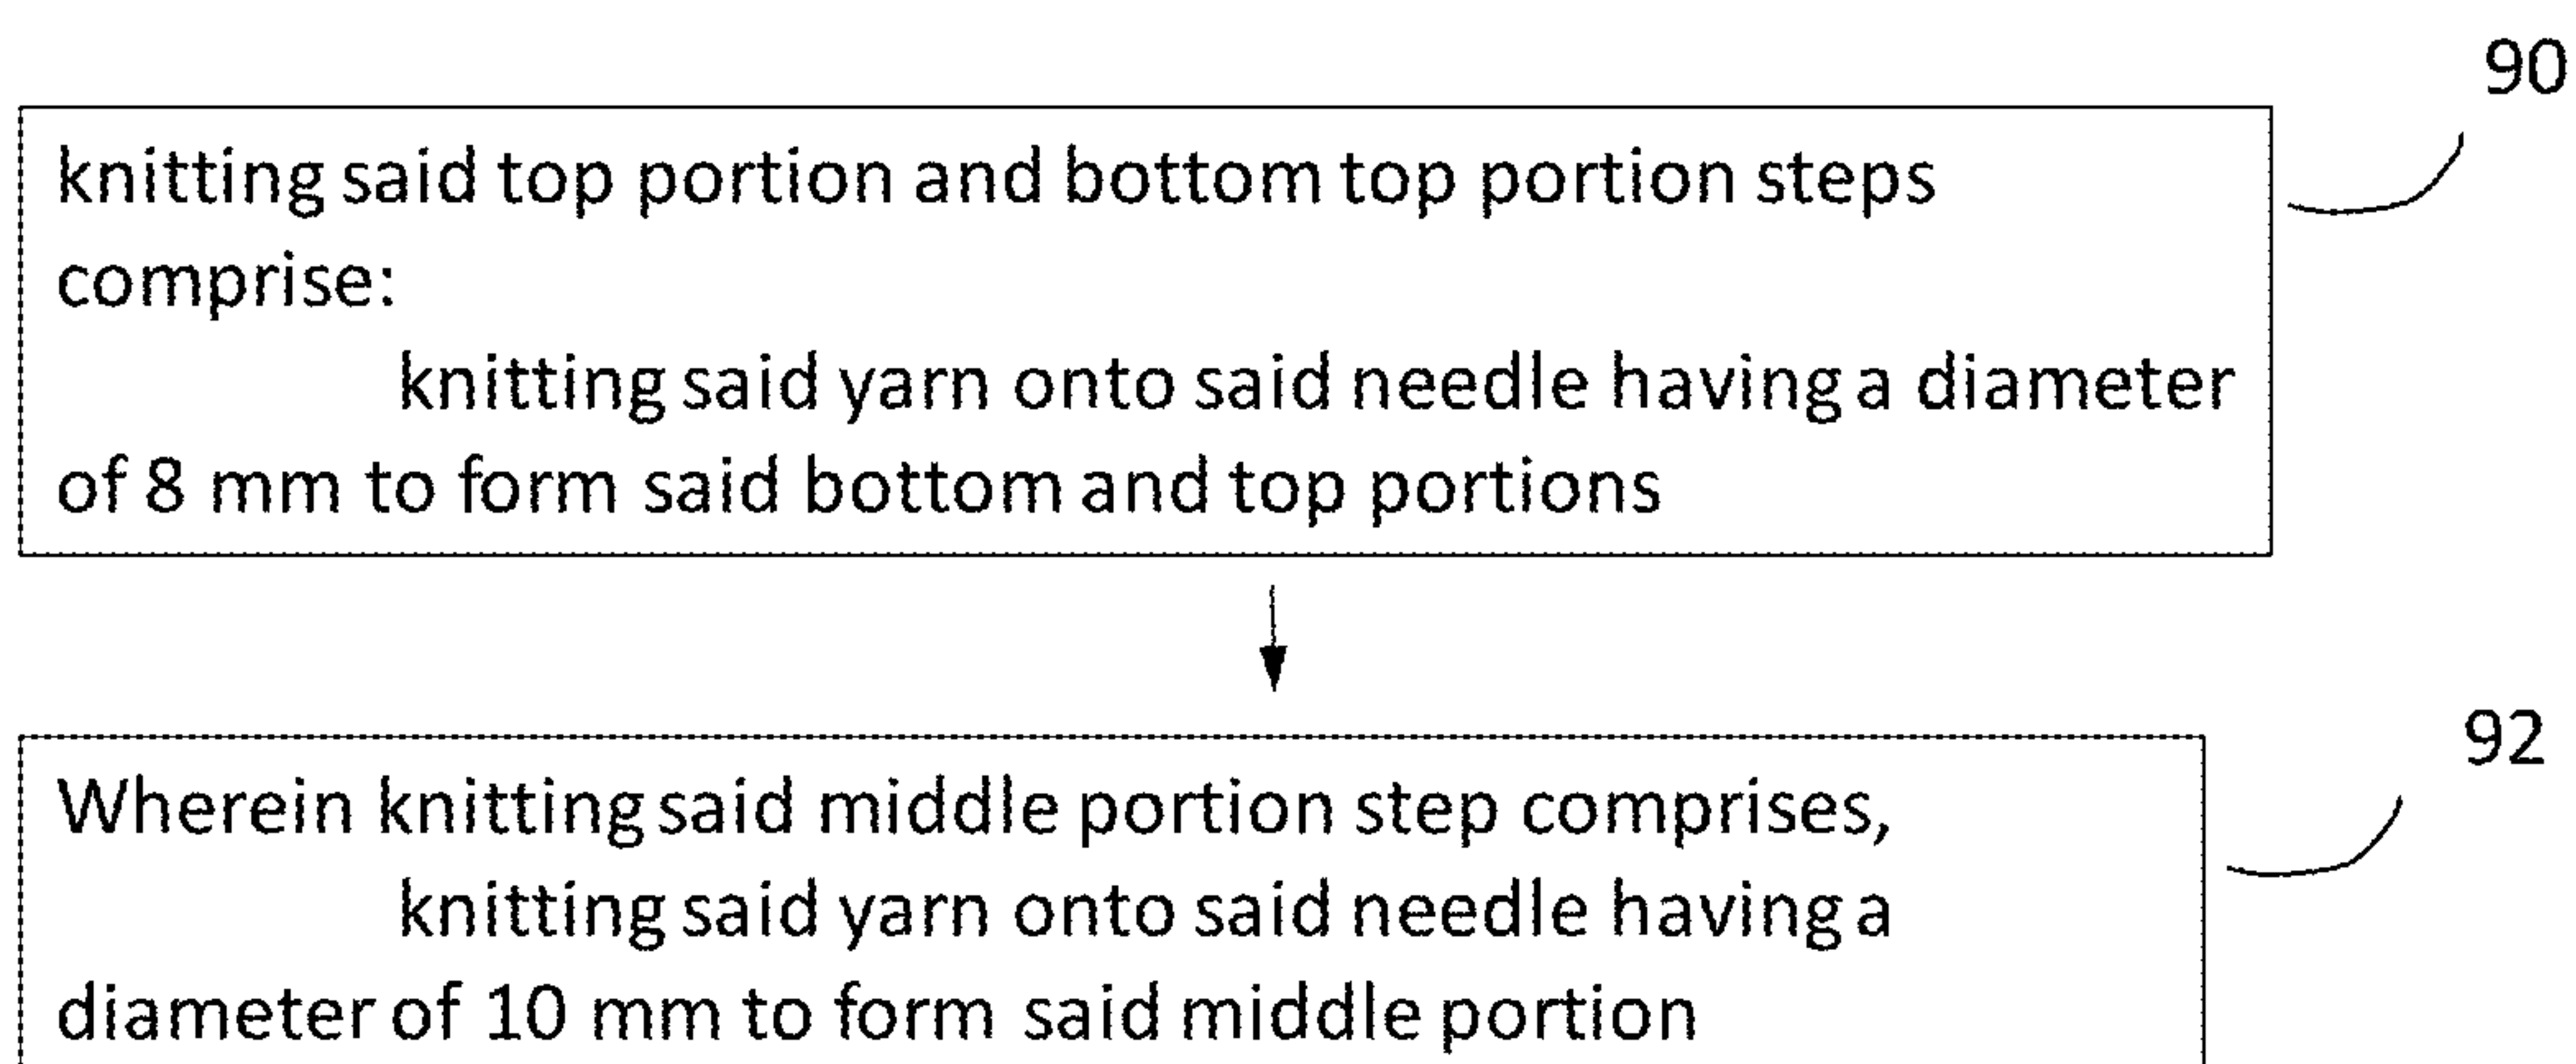 90
knitting said top portion and bottom top portion steps
comprise:
knitting said yarn onto said needle having a diameter
of 8 mm to form said bottom and top portions
92
Wherein knitting said middle portion step comprises,
knitting said yarn onto said needle having a
diameter of 10 mm to form said middle portion